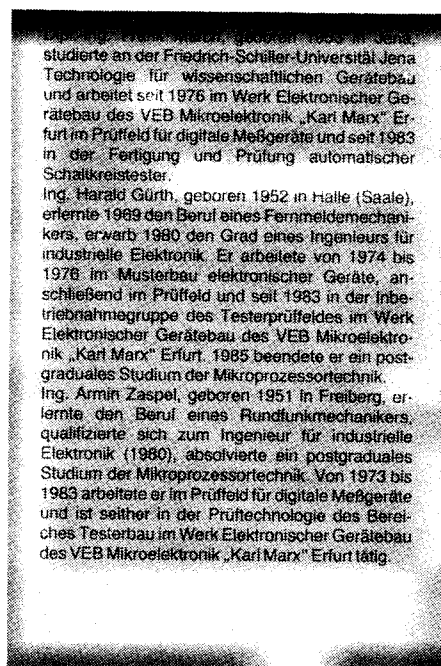 studierte an der Friedrich-Schiller-Universität Jena
Technologie für wissenschaftlichen Gerätebau
und arbeitet seit 1976 im Werk Elektronischer Ge-
rätebau des VEB Mikroelektronik „Karl Marx" Er-
furt im Prüffeld für digitale Meßgeräte und seit 1983
in der Fertigung und Prüfung automatischer
Schaltkreistester.
Ing. Harald Gürth, geboren 1952 in Halle (Saale),
erlernte 1969 den Beruf eines Fernmeldemechani-
kers, erwarb 1980 den Grad eines Ingenieurs für
industrielle Elektronik. Er arbeitete von 1974 bis
1976 im Musterbau elektronischer Geräte, an-
schließend im Prüffeld und seit 1983 in der Inbe-
triebnahmegruppe des Testerprüffeldes im Werk
Elektronischer Gerätebau des VEB Mikroelektro-
nik „Karl Marx" Erfurt. 1985 beendete er ein post-
graduales Studium der Mikroprozessortechnik.
Ing. Armin Zaspel, geboren 1951 in Freiberg, er-
lernte den Beruf eines Rundfunkmechanikers,
qualifizierte sich zum Ingenieur für industrielle
Elektronik (1980), absolvierte ein postgraduales
Studium der Mikroprozessortechnik. Von 1973 bis
1983 arbeitete er im Prüffeld für digitale Meßgeräte
und ist seither in der Prüftechnologie des Berei-
ches Testerbau im Werk Elektronischer Gerätebau
des VEB Mikroelektronik „Karl Marx" Erfurt tätig.